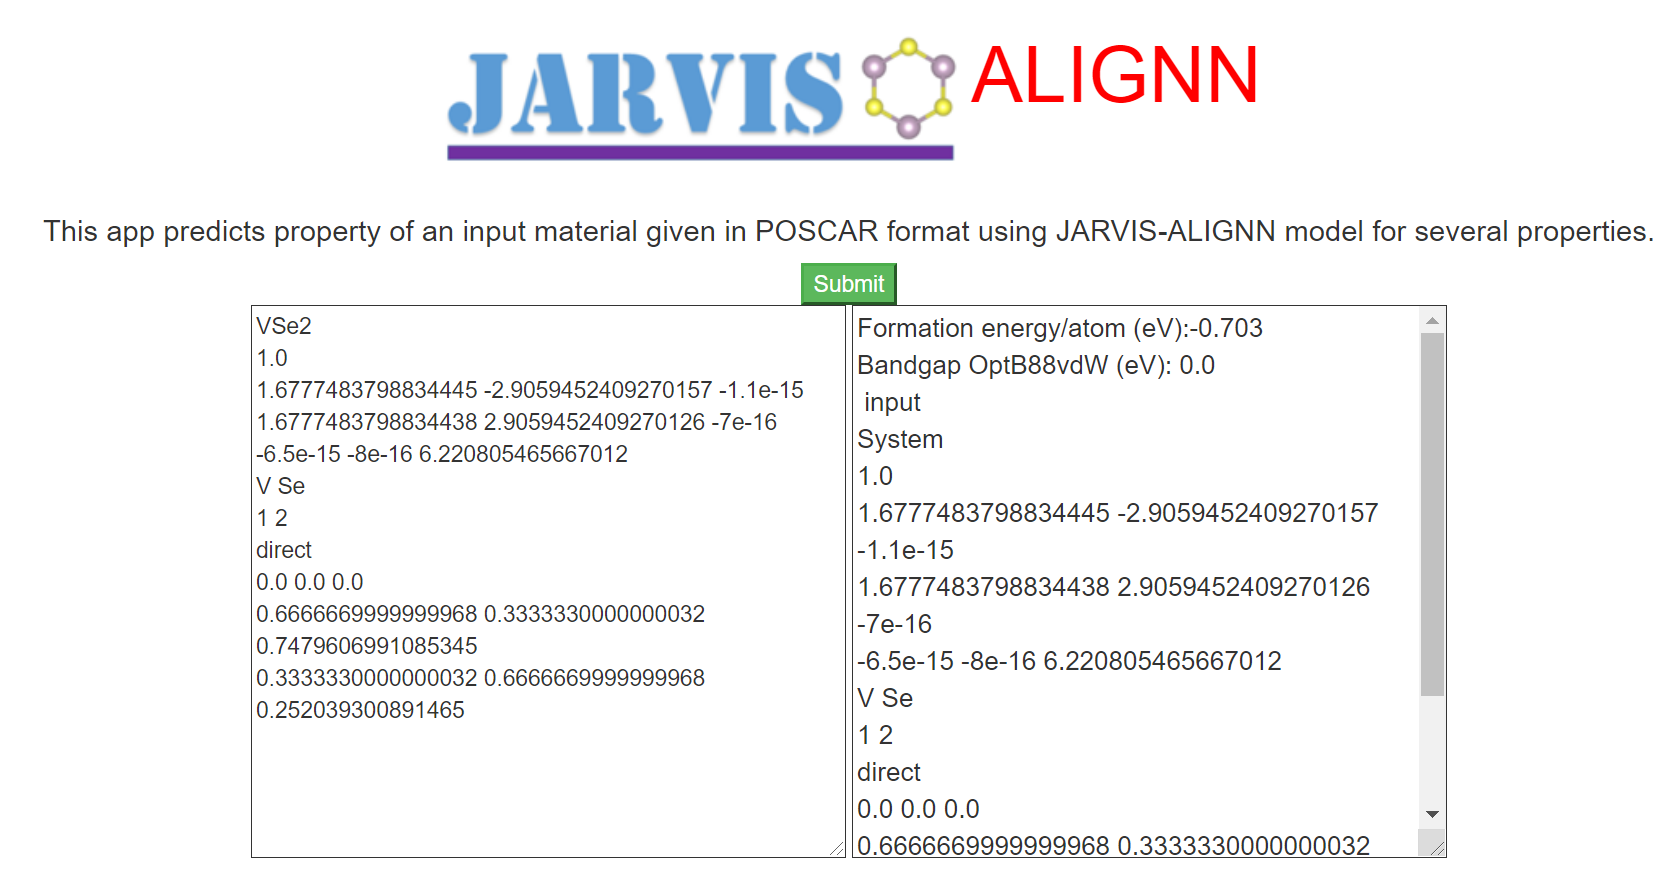 JARVIS ALIGNN
This app predicts property of an input material given in POSCAR format using JARVIS-ALIGNN model for several properties.
Submit
VSe2
1.0
1.6777483798834445 -2.9059452409270157 -1.1e-15
1.6777483798834438 2.9059452409270126 -7e-16
-6.5e-15 -8e-16 6.220805465667012
V Se
1 2
direct
0.0 0.0 0.0
0.6666669999999968 0.3333330000000032
0.7479606991085345
0.3333330000000032 0.6666669999999968
0.252039300891465
Formation energy/atom (eV):-0.703
Bandgap OptB88vdW (eV): 0.0
input
System
1.0
1.6777483798834445 -2.9059452409270157
-1.1e-15
1.6777483798834438 2.9059452409270126
-7e-16
-6.5e-15 -8e-16 6.220805465667012
V Se
1 2
direct
0.0 0.0 0.0
0.6666669999999968 0.3333330000000032